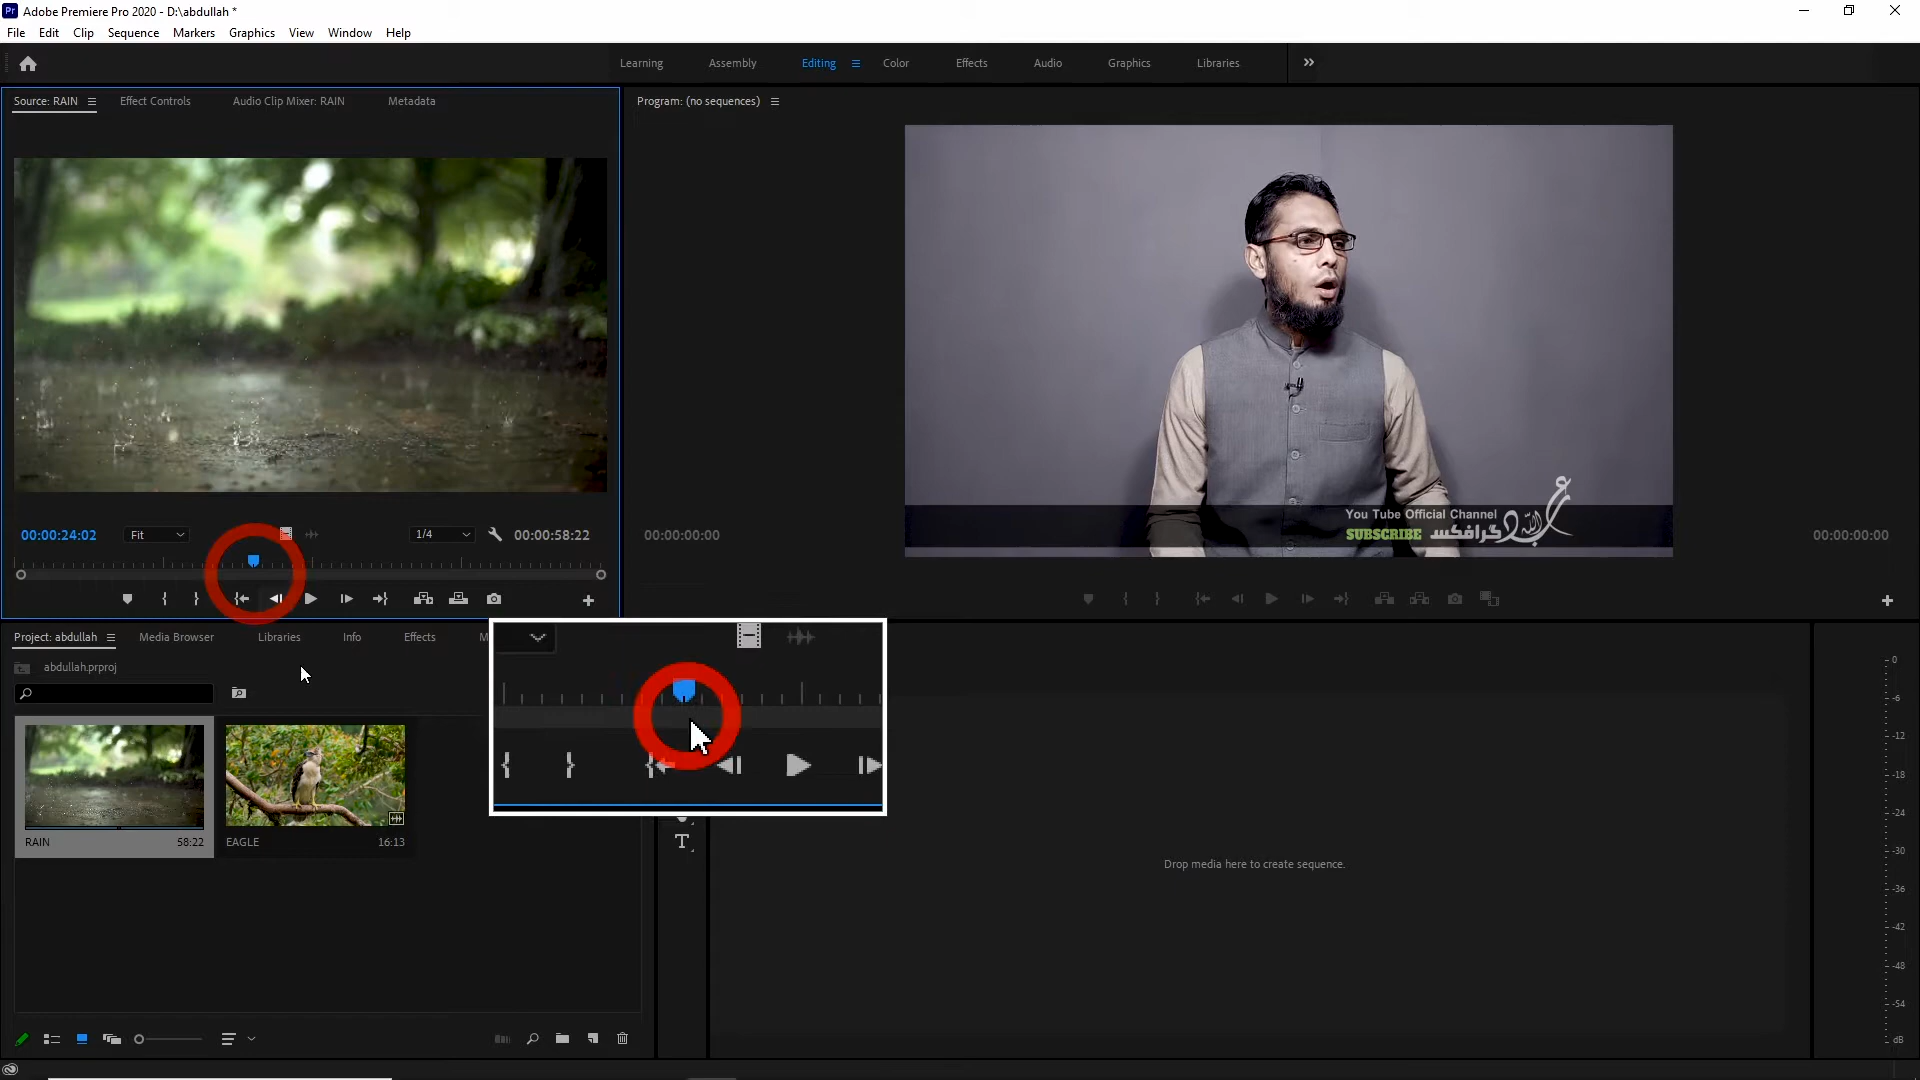 Adobe Premiere Pro 2020 - D:\abdullah *
File Edit Clip Sequence Markers Graphics View Window Help
Learning Assembly Editing Color Effects Audio Graphics Libraries
Source: RAIN Effect Controls Audio Clip Mixer: RAIN Metadata
Program: (no sequences)
You Tube Official Channel
SUBSCRIBE عبداللہ گرافکس
00:00:24:02 Fit 1/4 00:00:58:22
00:00:00:00 00:00:00:00
Project: abdullah Media Browser Libraries Info Effects M
abdullah.prproj
RAIN 58:22
EAGLE 16:13
T
Drop media here to create sequence.
0
-6
-12
-18
-24
-30
-36
-42
-48
-54
dB